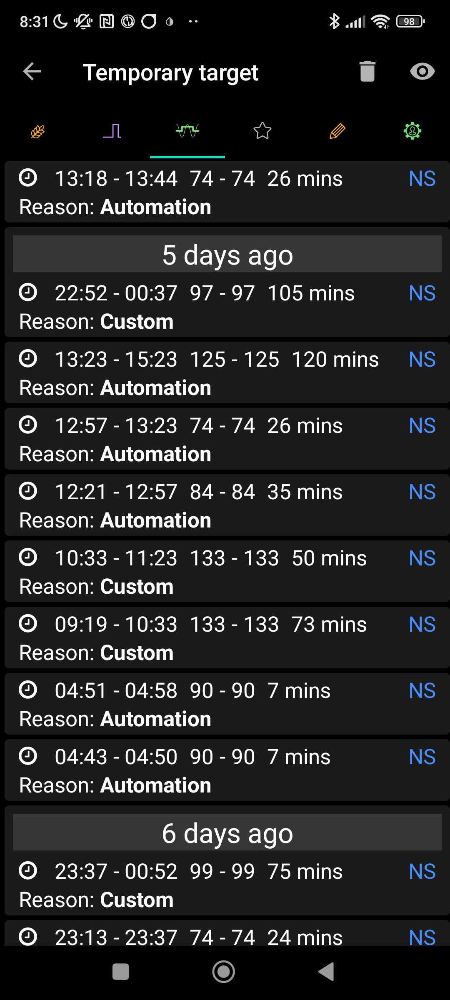 8:31 98
Temporary target
13:18 - 13:44 74 - 74 26 mins NS
Reason: Automation
5 days ago
22:52 - 00:37 97 - 97 105 mins NS
Reason: Custom
13:23 - 15:23 125 - 125 120 mins NS
Reason: Automation
12:57 - 13:23 74 - 74 26 mins NS
Reason: Automation
12:21 - 12:57 84 - 84 35 mins NS
Reason: Automation
10:33 - 11:23 133 - 133 50 mins NS
Reason: Custom
09:19 - 10:33 133 - 133 73 mins NS
Reason: Custom
04:51 - 04:58 90 - 90 7 mins NS
Reason: Automation
04:43 - 04:50 90 - 90 7 mins NS
Reason: Automation
6 days ago
23:37 - 00:52 99 - 99 75 mins NS
Reason: Custom
23:13 - 23:37 74 - 74 24 mins NS